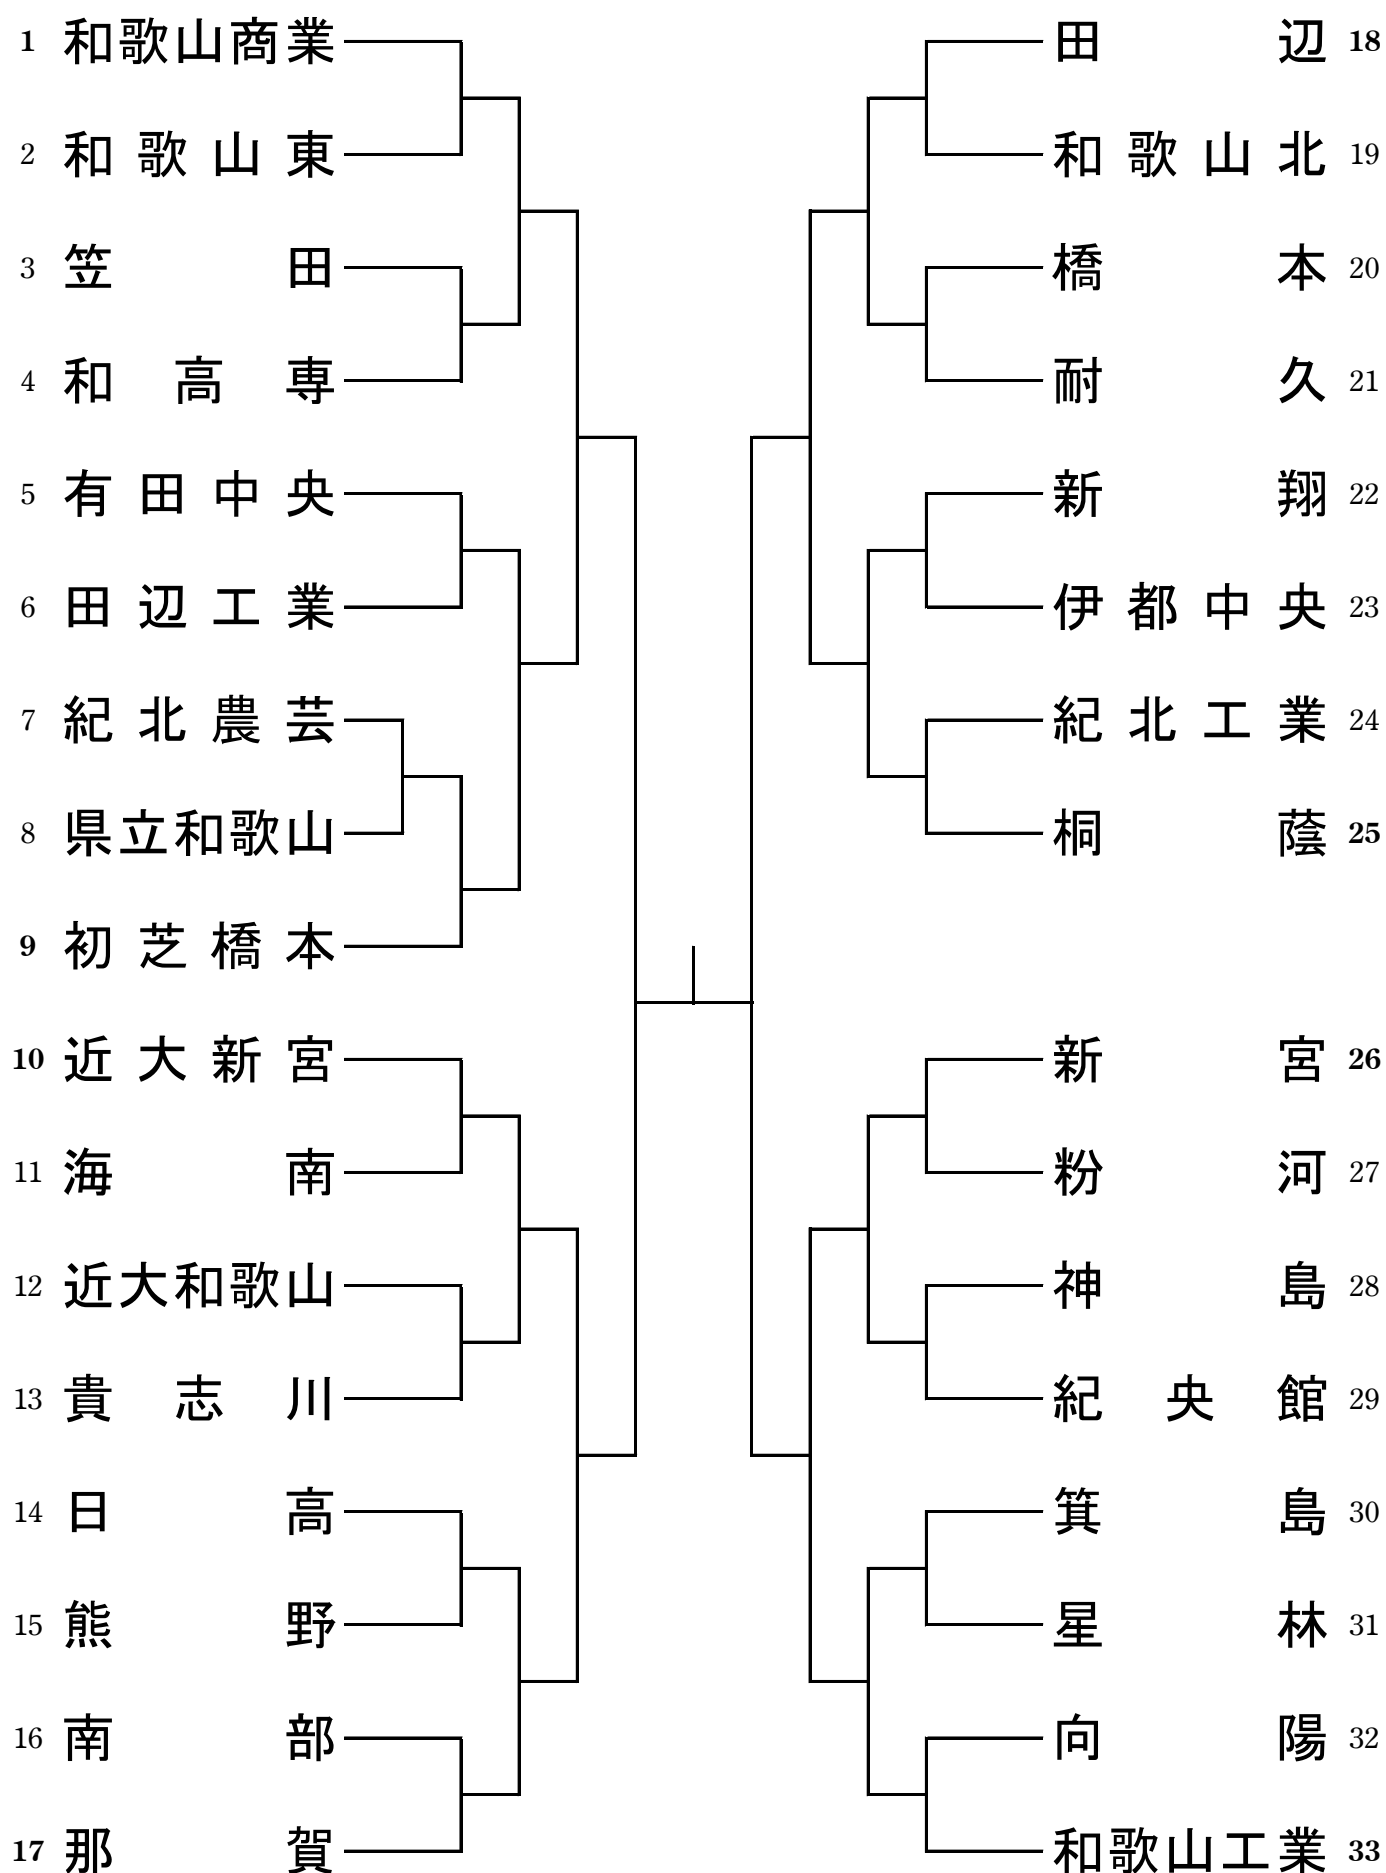 1 和歌山商業
2 和歌山東
3 笠田
4 和高専
5 有田中央
6 田辺工業
7 紀北農芸
8 県立和歌山
9 初芝橋本
10 近大新宮
11 海南
12 近大和歌山
13 貴志川
14 日高
15 熊野
16 南部
17 那賀
田辺 18
和歌山北 19
橋本 20
耐久 21
新翔 22
伊都中央 23
紀北工業 24
桐蔭 25
新宮 26
粉河 27
神島 28
紀央館 29
箕島 30
星林 31
向陽 32
和歌山工業 33